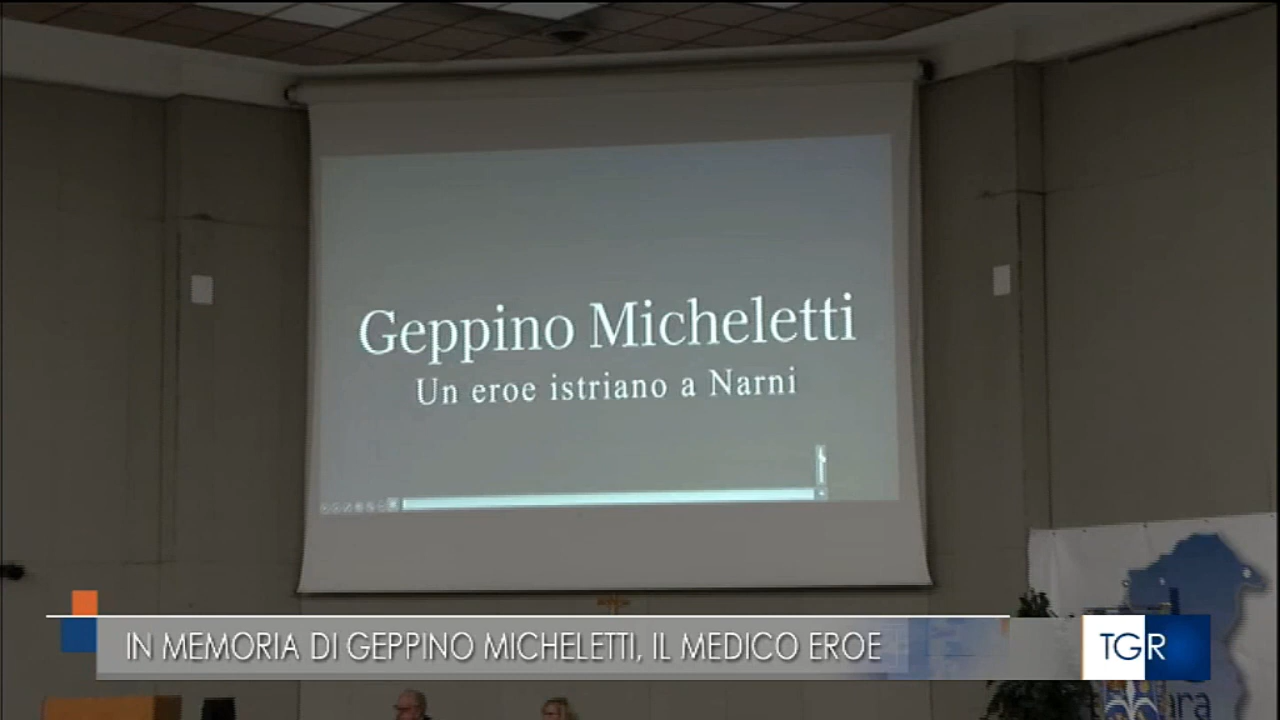 Geppino Micheletti
Un eroe istriano a Narni
IN MEMORIA DI GEPPINO MICHELETTI, IL MEDICO EROE
TGR